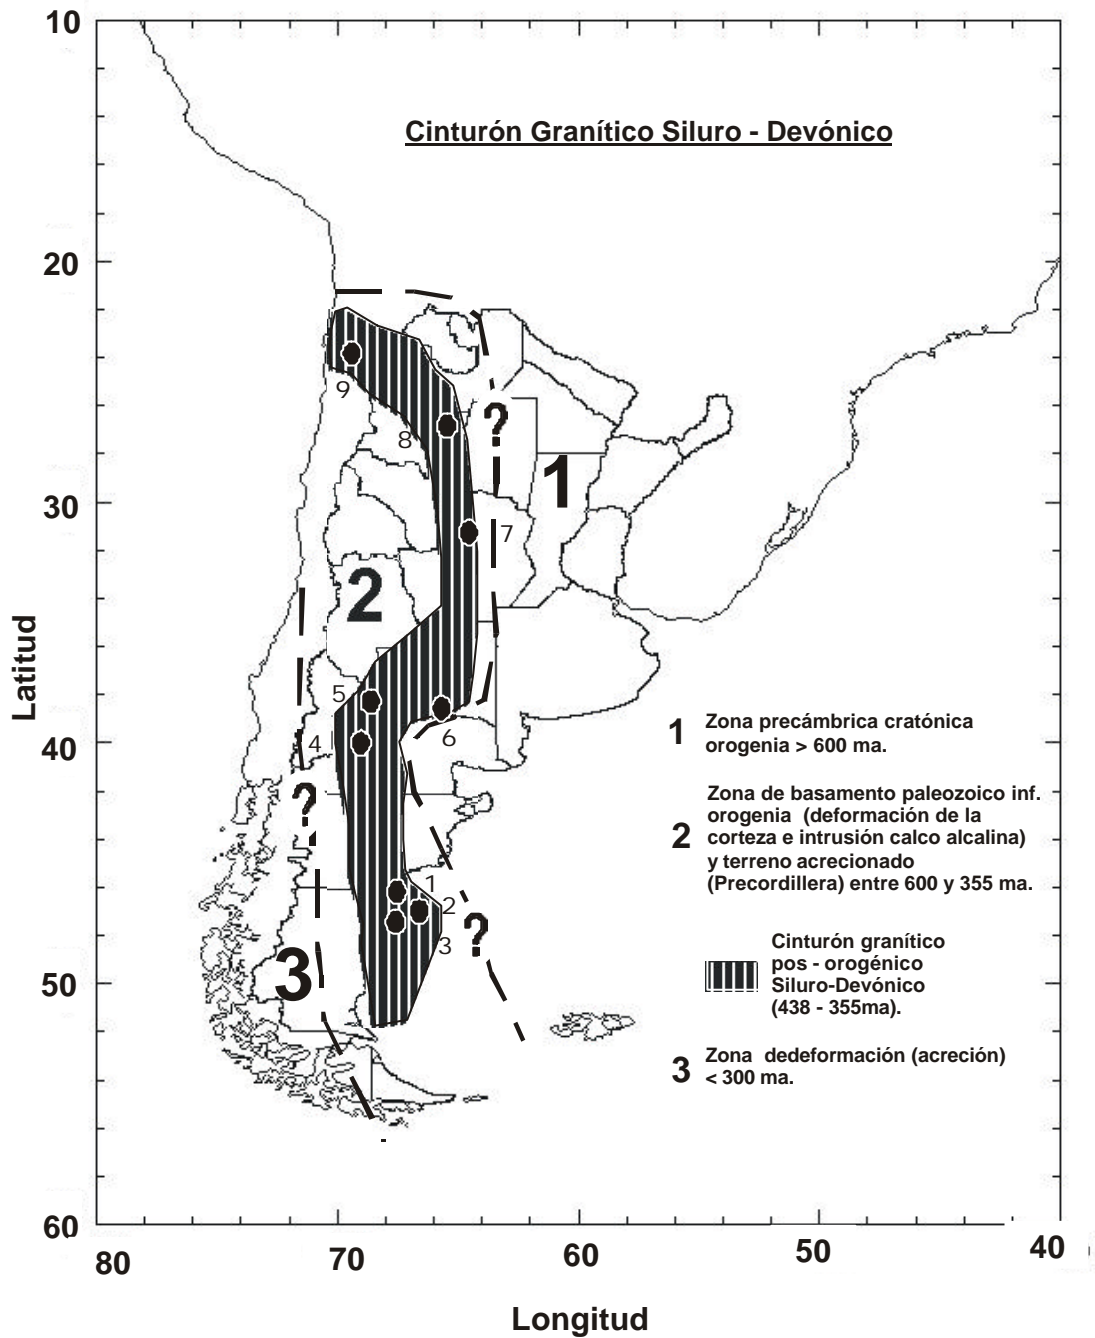 10
Cinturón Granítico Siluro - Devónico
20
9
?
8
1
30
7
2
Latitud
5
4
6
40
?
1 Zona precámbrica cratónica
orogenia > 600 ma.
Zona de basamento paleozoico inf.
orogenia (deformación de la
2 corteza e intrusión calco alcalina)
y terreno acrecionado
(Precordillera) entre 600 y 355 ma.
1
2
3
?
3
50
Cinturón granítico
pos - orogénico
Siluro-Devónico
(438 - 355ma).
3 Zona dedeformación (acreción)
< 300 ma.
60
80 70 60 50 40
Longitud